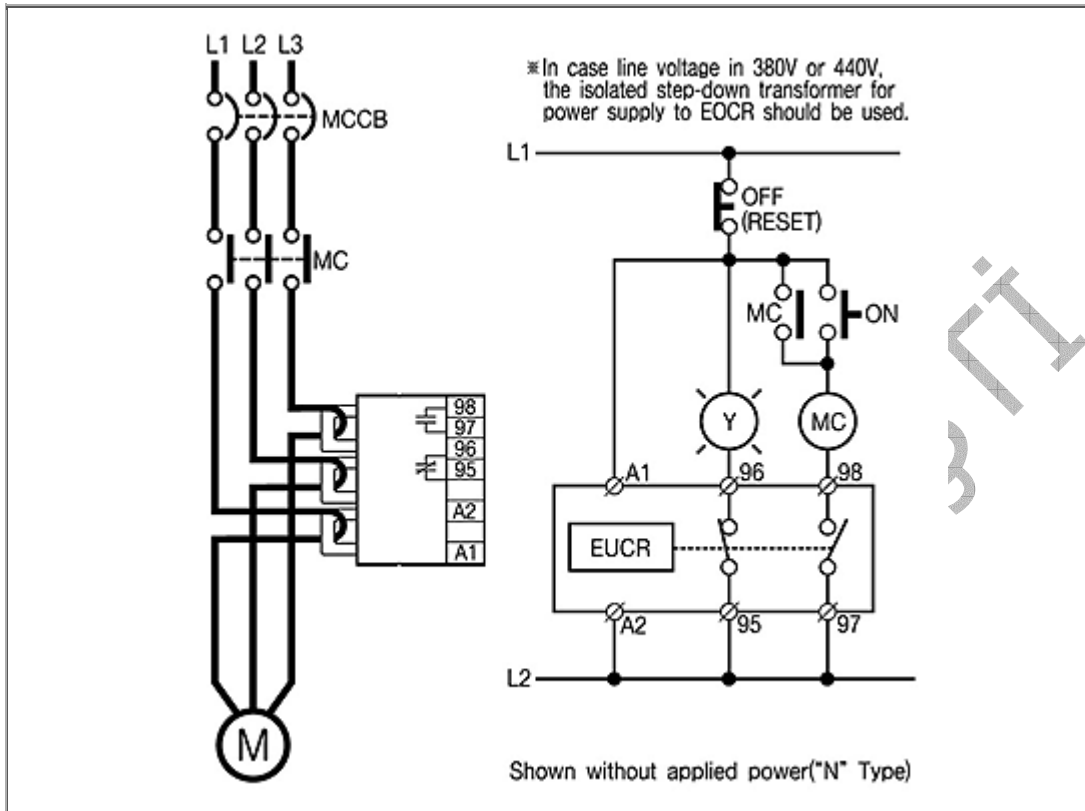 L1 L2 L3
MCCB
MC
98
97
96
95
A2
A1
M
※In case line voltage in 380V or 440V,
the isolated step-down transformer for
power supply to EOCR should be used.
L1
OFF
(RESET)
MC
ON
Y
MC
A1
96
98
EUCR
A2
95
97
L2
Shown without applied power("N" Type)